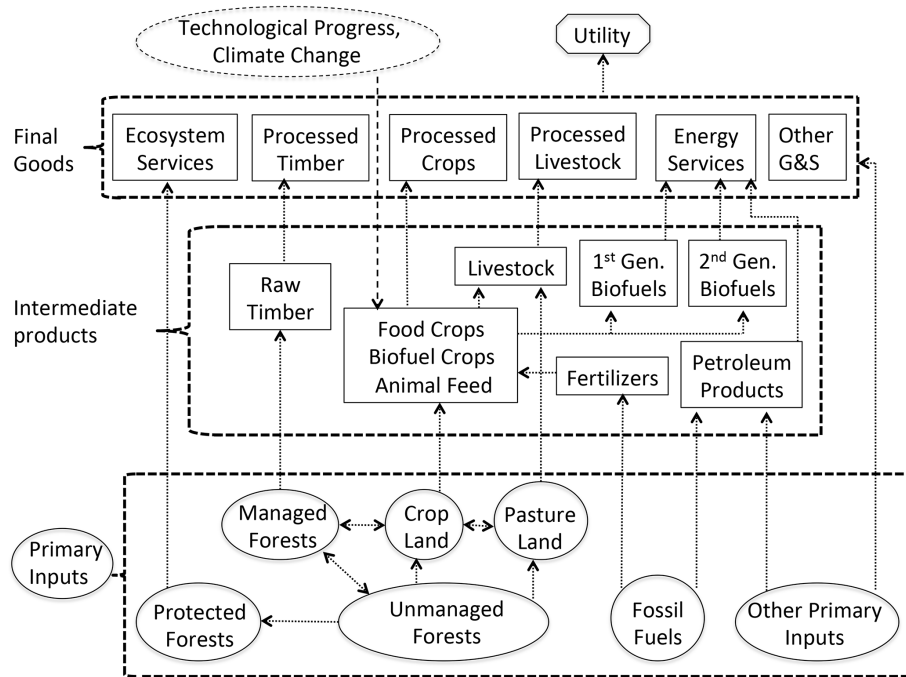 Technological Progress,
Climate Change
Utility
Final
Goods
Ecosystem
Services
Processed
Timber
Processed
Crops
Processed
Livestock
Energy
Services
Other
G&S
Intermediate
products
Raw
Timber
Livestock
1st Gen.
Biofuels
2nd Gen.
Biofuels
Food Crops
Biofuel Crops
Animal Feed
Fertilizers
Petroleum
Products
Primary
Inputs
Managed
Forests
Crop
Land
Pasture
Land
Protected
Forests
Unmanaged
Forests
Fossil
Fuels
Other Primary
Inputs